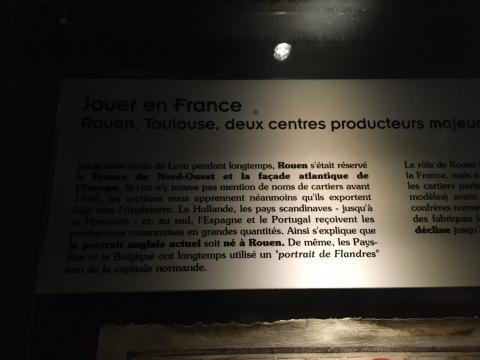 Jouer en France
Rouen, Toulouse, deux centres producteurs majeur
Seule vraie rivale de Lyon pendant longtemps, Rouen s'était réservé
la France du Nord-Ouest et la façade atlantique de
l'Europe. Si l'on n'y trouve pas mention de noms de cartiers avant
1480, les archives nous apprennent néanmoins qu'ils exportent
déjà vers l'Angleterre. La Hollande, les pays scandinaves - jusqu'à
la Moscovie - et, au sud, l'Espagne et le Portugal reçoivent les
productions rouennaises en grandes quantités. Ainsi s'explique que
le portrait anglais actuel soit né à Rouen. De même, les Pays-
Bas et la Belgique ont longtemps utilisé un "portrait de Flandres"
issu de la capitale normande.
Le rôle de Rouen
la France, mais a
les cartiers paris
modèles) avant
confrères norm
des fabriques l
décline jusqu'